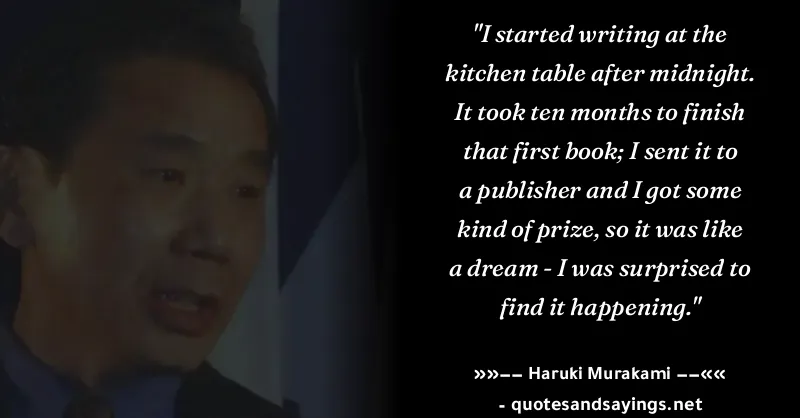 "I started writing at the
kitchen table after midnight.
It took ten months to finish
that first book; I sent it to
a publisher and I got some
kind of prize, so it was like
a dream - I was surprised to
find it happening."
»»−− Haruki Murakami −−««
- quotesandsayings.net